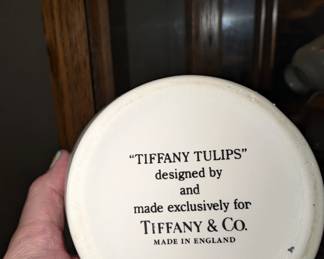 “TIFFANY TULIPS”
designed by
and
made exclusively for
TIFFANY & CO.
MADE IN ENGLAND